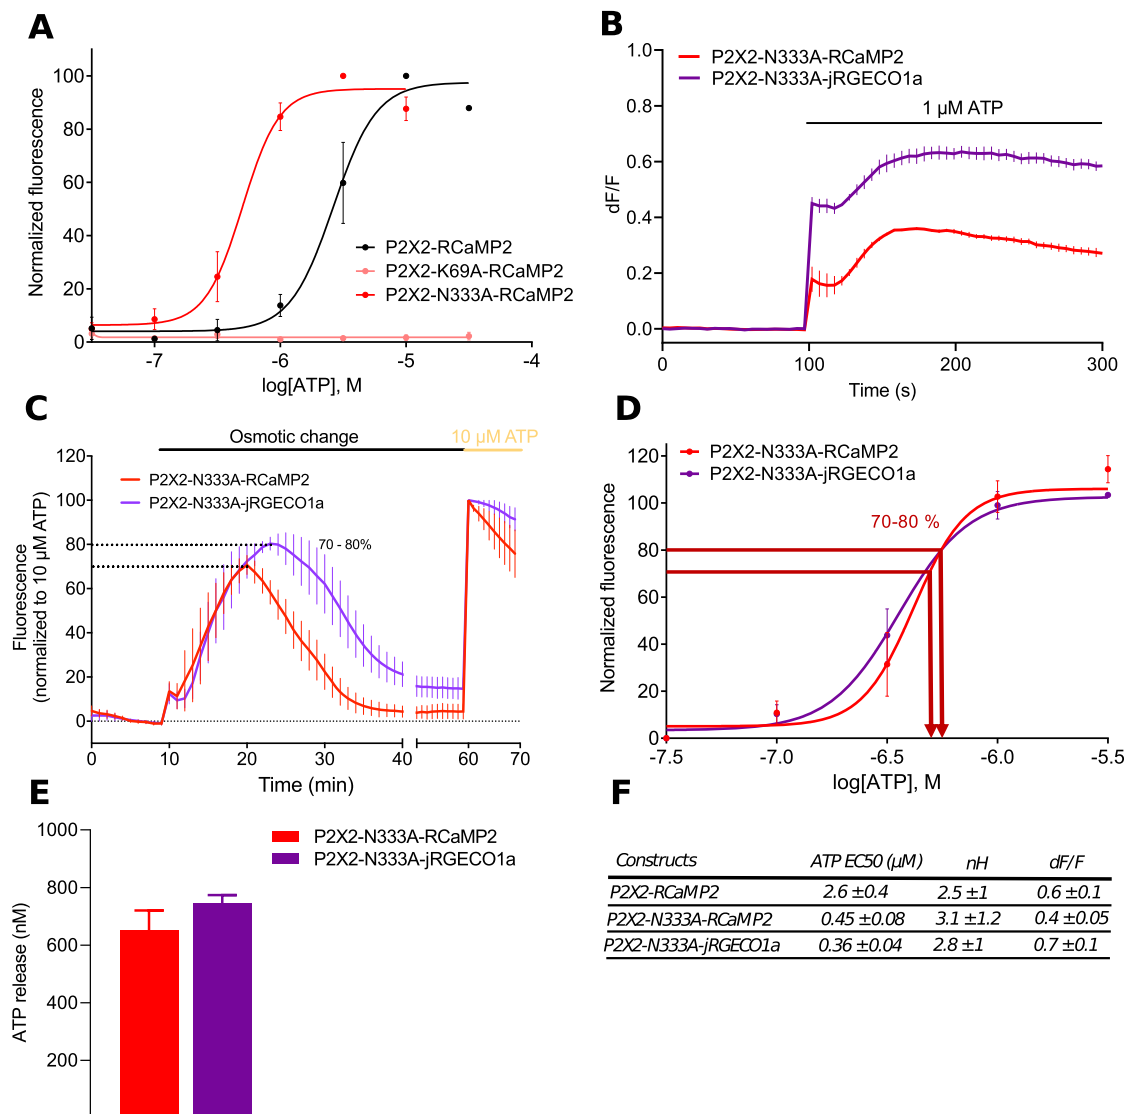 A
100
80
60
40
20
0
Normalized fluorescence
P2X2-RCaMP2
P2X2-K69A-RCaMP2
P2X2-N333A-RCaMP2
-7
-6
-5
-4
log[ATP], M
B
P2X2-N333A-RCaMP2
P2X2-N333A-jRGECO1a
1 µM ATP
1.0
0.8
0.6
0.4
0.2
0.0
dF/F
0
100
200
300
Time (s)
C
Osmotic change
10 µM ATP
P2X2-N333A-RCaMP2
P2X2-N333A-jRGECO1a
70 - 80%
120
100
80
60
40
20
0
Fluorescence
(normalized to 10 µM ATP)
0
10
20
30
40
60
70
Time (min)
D
P2X2-N333A-RCaMP2
P2X2-N333A-jRGECO1a
70-80 %
120
100
80
60
40
20
0
Normalized fluorescence
-7.5
-7.0
-6.5
-6.0
-5.5
log[ATP], M
E
P2X2-N333A-RCaMP2
P2X2-N333A-jRGECO1a
1000
800
600
400
200
ATP release (nM)
F
Constructs ATP EC50 (µM) nH dF/F
P2X2-RCaMP2 2.6 ±0.4 2.5 ±1 0.6 ±0.1
P2X2-N333A-RCaMP2 0.45 ±0.08 3.1 ±1.2 0.4 ±0.05
P2X2-N333A-jRGECO1a 0.36 ±0.04 2.8 ±1 0.7 ±0.1